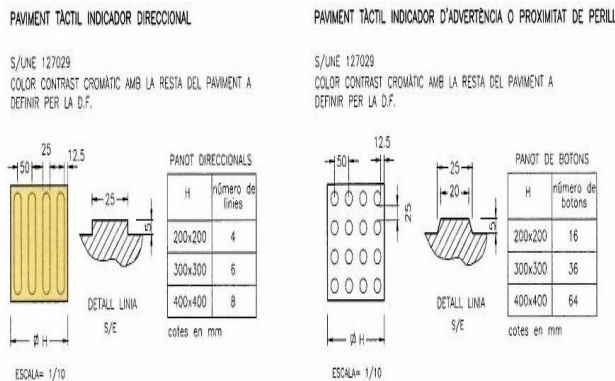 PAVIMENT TÀCTIL INDICADOR DIRECCIONAL
S/UNE 127029
COLOR CONTRAST CROMÀTIC AMB LA RESTA DEL PAVIMENT A
DEFINIR PER LA D.F.
50
25
12.5
25
5
DETALL LINIA
S/E
Ø H
ESCALA= 1/10
PANOT DIRECCIONALS
H número de linies
200x200 4
300x300 6
400x400 8
cotes en mm
PAVIMENT TÀCTIL INDICADOR D'ADVERTÈNCIA O PROXIMITAT DE PERILL
S/UNE 127029
COLOR CONTRAST CROMÀTIC AMB LA RESTA DEL PAVIMENT A
DEFINIR PER LA D.F.
50
12.5
25
25
20
5
DETALL LINIA
S/E
Ø H
ESCALA= 1/10
PANOT DE BOTONS
H número de botons
200x200 16
300x300 36
400x400 64
cotes en mm